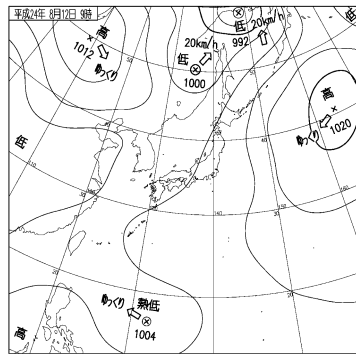 平成24年 8月12日 9時
高
1012
ゆっくり
低
1000
20km/h
低
992
20km/h
低
高
1020
ゆっくり
低
ゆっくり
熱低
1004
高